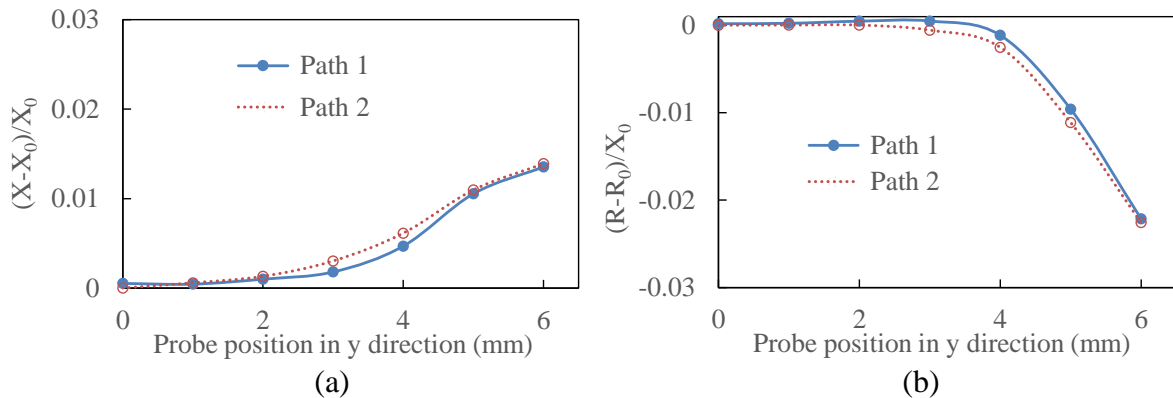 0.03
0.02
0.01
0
(X-X₀)/X₀
Path 1
Path 2
0 2 4 6
Probe position in y direction (mm)
(a)
0
-0.01
-0.02
-0.03
(R-R₀)/X₀
Path 1
Path 2
0 2 4 6
Probe position in y direction (mm)
(b)